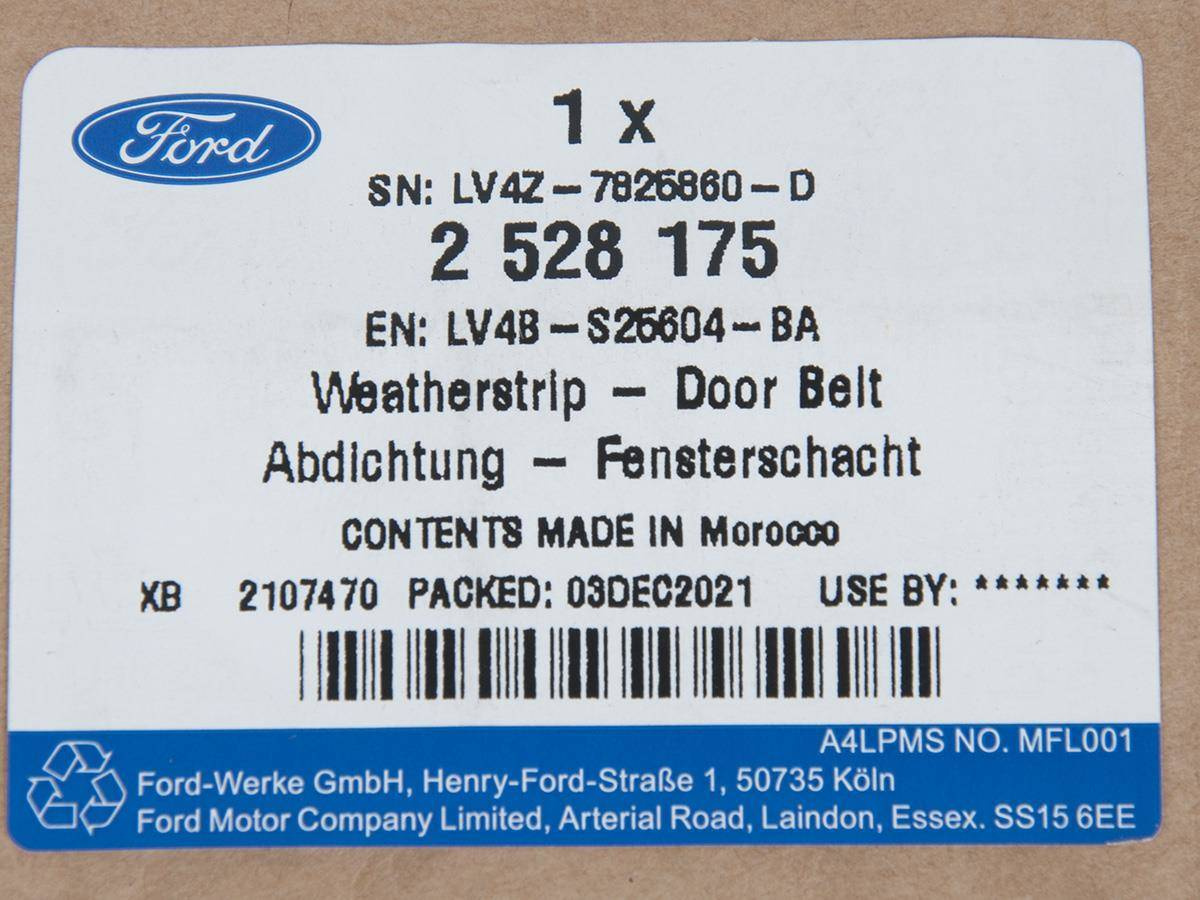 Ford
1 x
SN: LV4Z-7825860-D
2 528 175
EN: LV4B-S25604-BA
Weatherstrip - Door Belt
Abdichtung - Fensterschacht
CONTENTS MADE IN Morocco
XB 2107470 PACKED: 03DEC2021 USE BY: *******
A4LPMS NO. MFL001
Ford-Werke GmbH, Henry-Ford-Straße 1, 50735 Köln
Ford Motor Company Limited, Arterial Road, Laindon, Essex. SS15 6EE